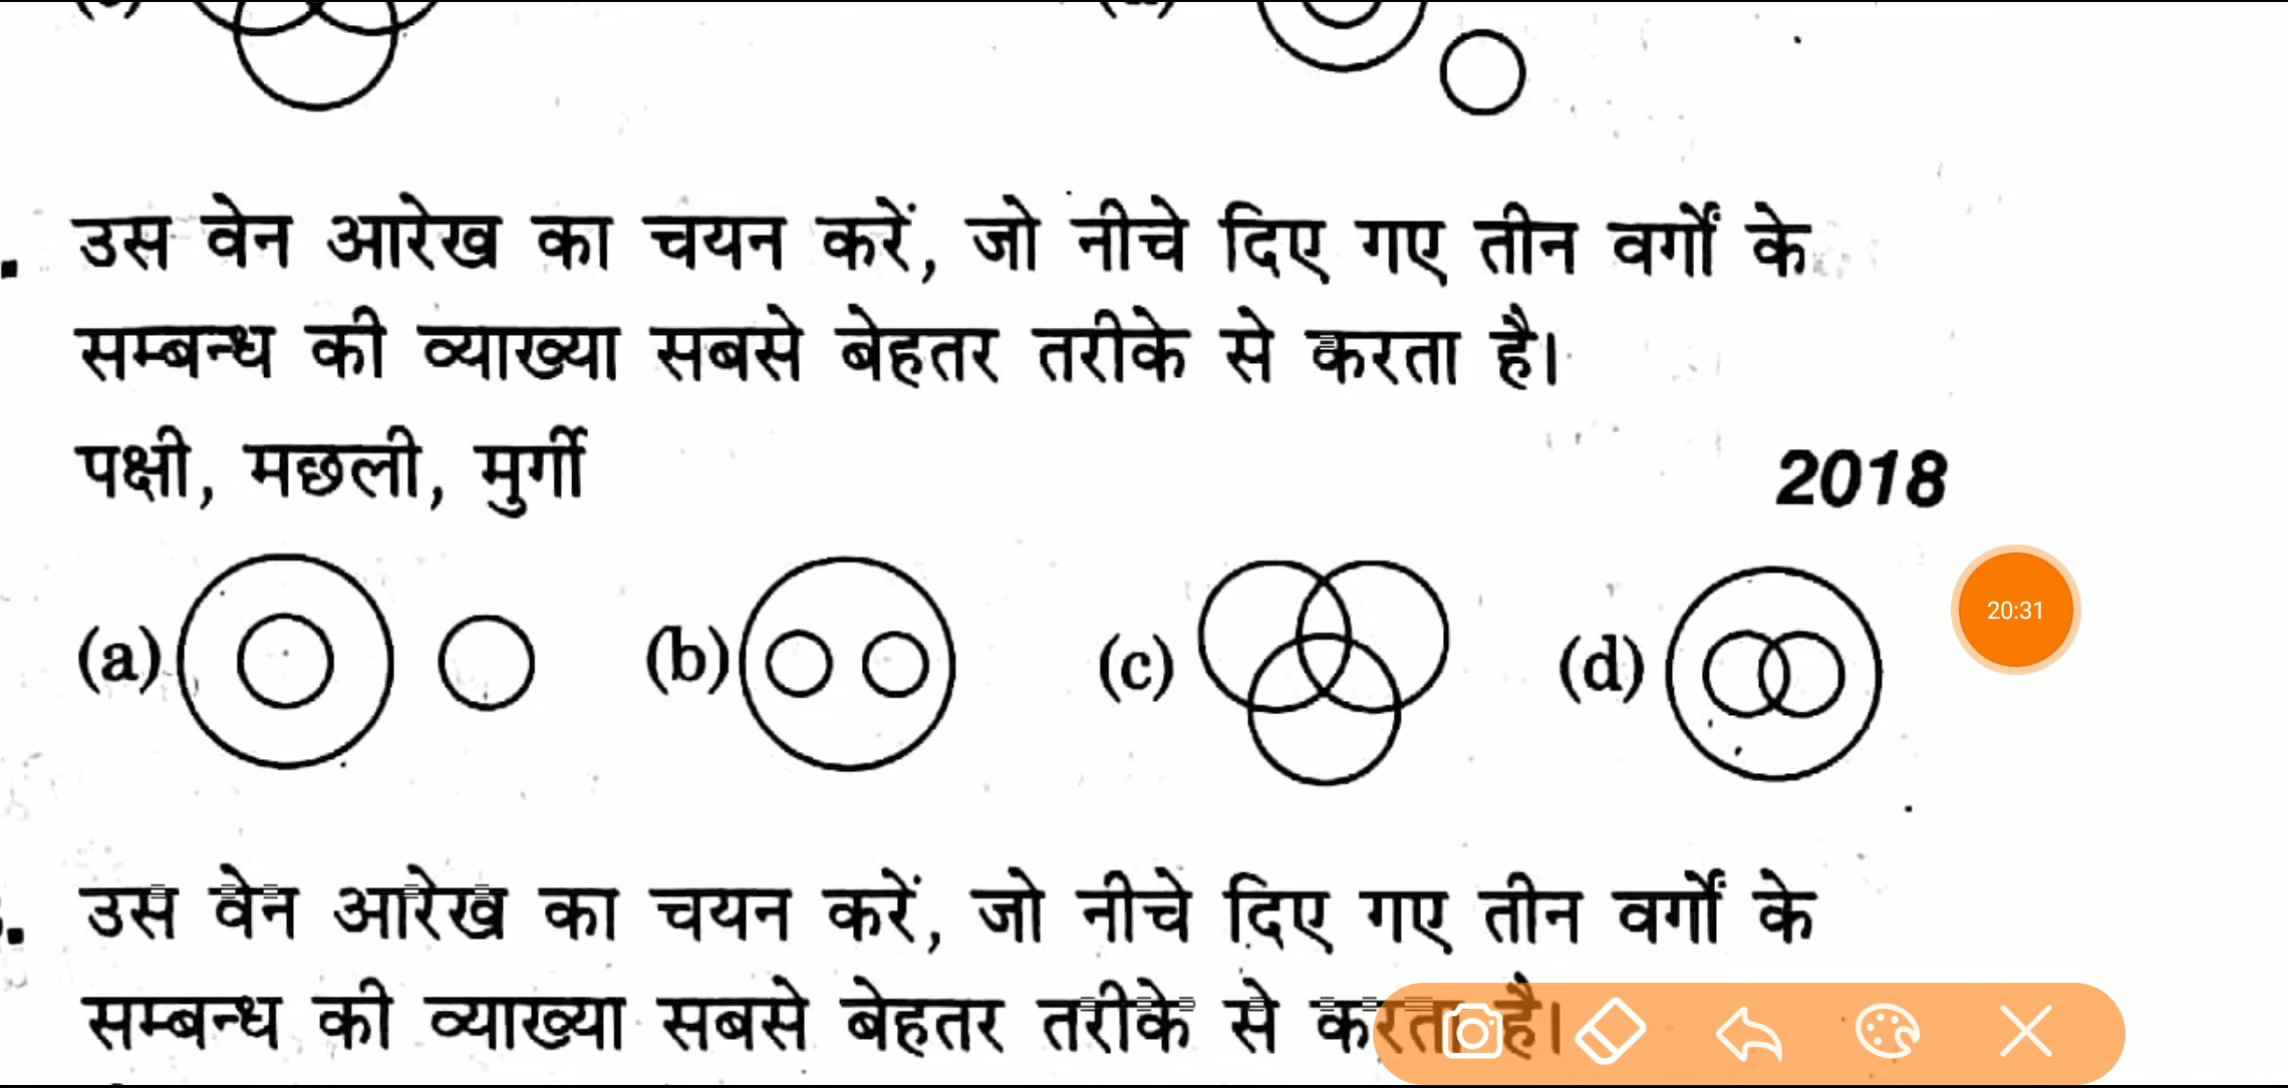 उस वेन आरेख का चयन करें, जो नीचे दिए गए तीन वर्गों के
सम्बन्ध की व्याख्या सबसे बेहतर तरीके से करता है।
पक्षी, मछली, मुर्गी 2018
(a) (b) (c) (d)
20:31
उस वेन आरेख का चयन करें, जो नीचे दिए गए तीन वर्गों के
सम्बन्ध की व्याख्या सबसे बेहतर तरीके से करता है।